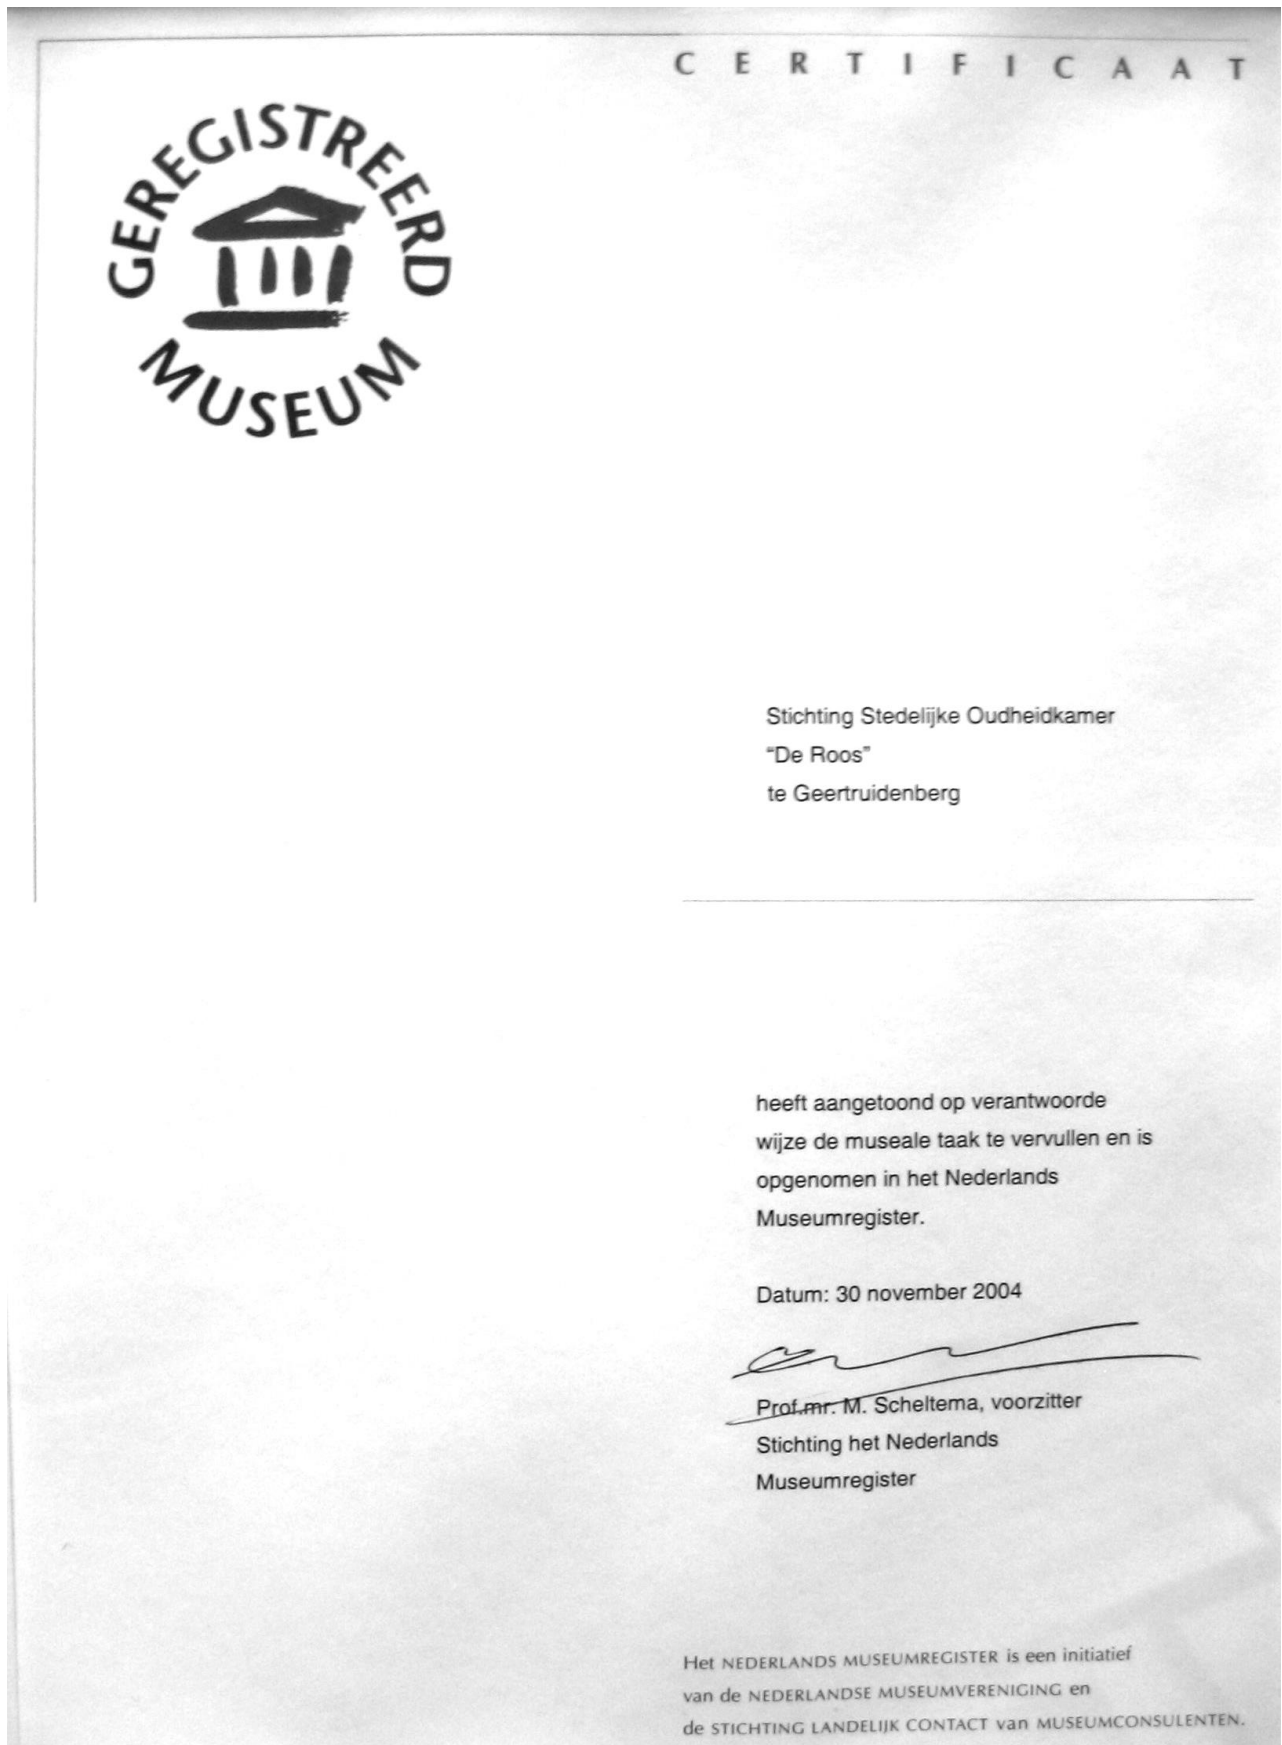 CERTIFICAAT
GEREGISTREERD
MUSEUM
Stichting Stedelijke Oudheidkamer
“De Roos”
te Geertruidenberg
heeft aangetoond op verantwoorde
wijze de museale taak te vervullen en is
opgenomen in het Nederlands
Museumregister.
Datum: 30 november 2004
Prof.mr. M. Scheltema, voorzitter
Stichting het Nederlands
Museumregister
Het NEDERLANDS MUSEUMREGISTER is een initiatief
van de NEDERLANDSE MUSEUMVERENIGING en
de STICHTING LANDELIJK CONTACT van MUSEUMCONSULENTEN.